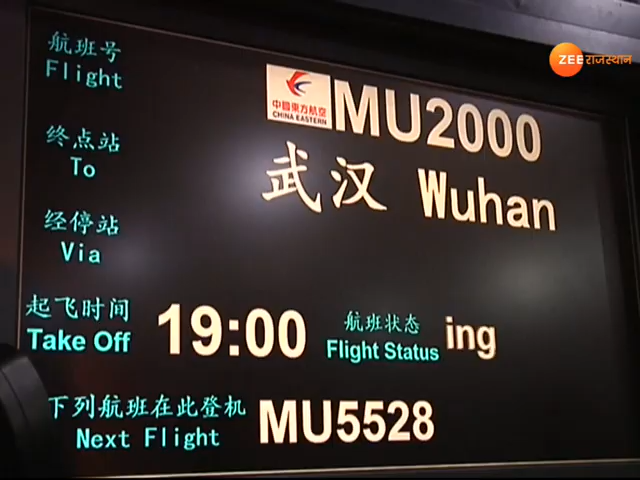 航班号
Flight
中國東方航空
CHINA EASTERN
MU2000
ZEE राजस्थान
终点站
To
武汉 Wuhan
经停站
Via
起飞时间
Take Off
19:00
航班状态
Flight Status
ing
下列航班在此登机
Next Flight
MU5528